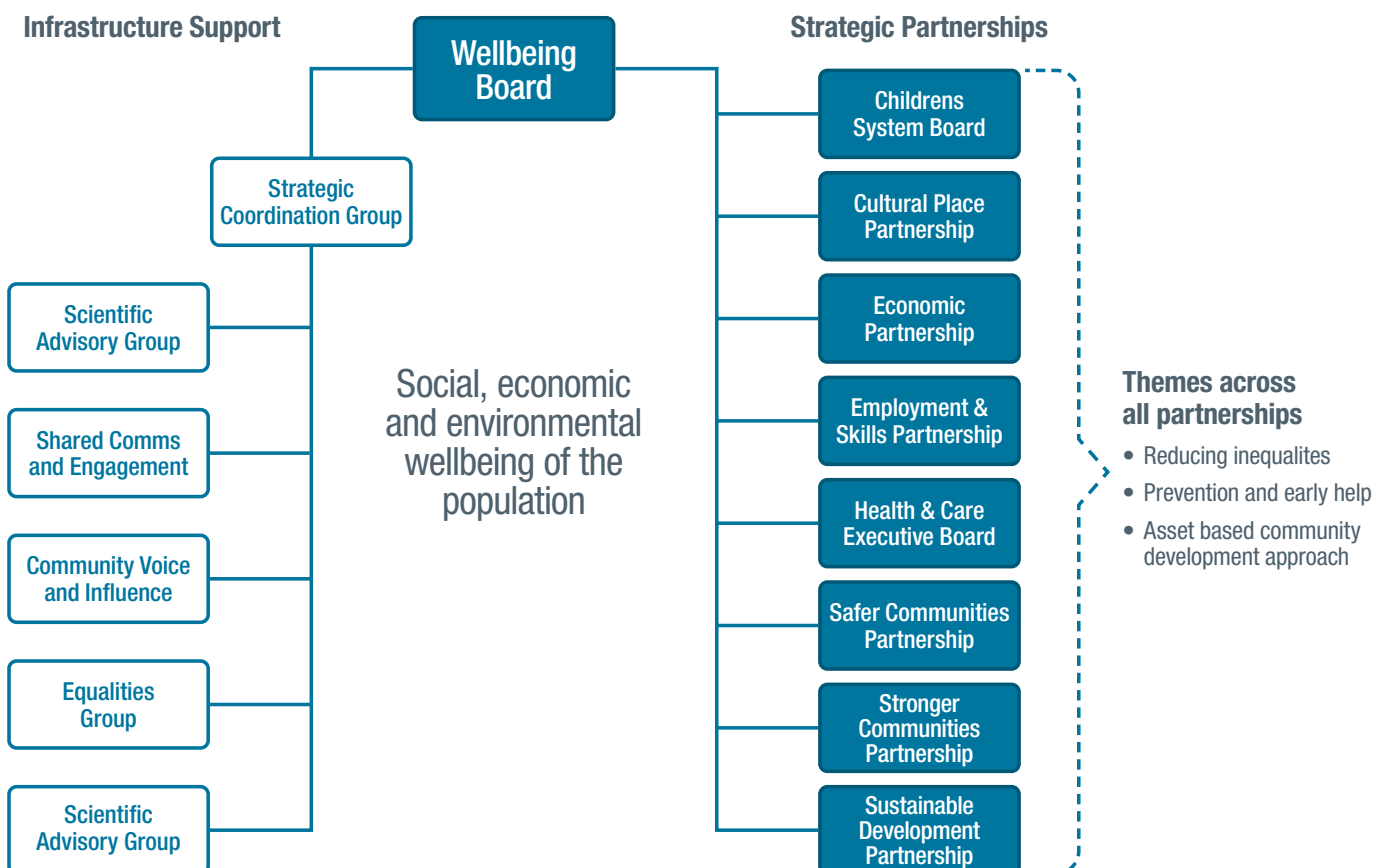 Infrastructure Support
Wellbeing
Board
Strategic Partnerships
Strategic
Coordination Group
Scientific
Advisory Group
Shared Comms
and Engagement
Community Voice
and Influence
Equalities
Group
Scientific
Advisory Group
Social, economic
and environmental
wellbeing of the
population
Childrens
System Board
Cultural Place
Partnership
Economic
Partnership
Employment &
Skills Partnership
Health & Care
Executive Board
Safer Communities
Partnership
Stronger
Communities
Partnership
Sustainable
Development
Partnership
Themes across
all partnerships
• Reducing inequalites
• Prevention and early help
• Asset based community
development approach